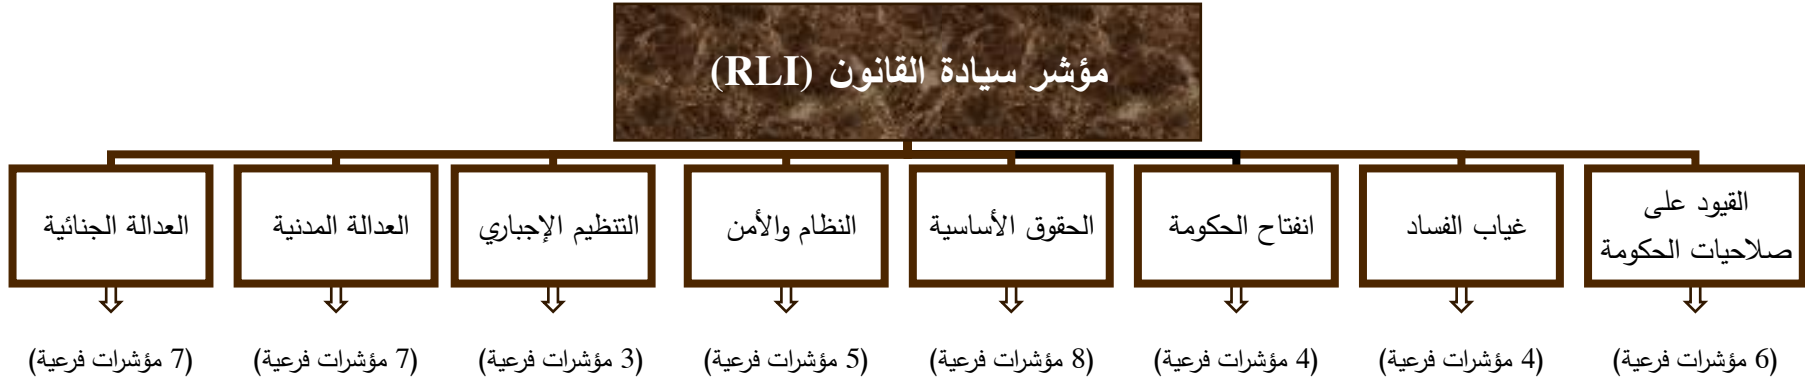 مؤشر سيادة القانون (RLI)
القيود على
صلاحيات الحكومة
غياب الفساد
انفتاح الحكومة
الحقوق الأساسية
النظام والأمن
التنظيم الإجباري
العدالة المدنية
العدالة الجنائية
(6 مؤشرات فرعية)
(4 مؤشرات فرعية)
(4 مؤشرات فرعية)
(8 مؤشرات فرعية)
(5 مؤشرات فرعية)
(3 مؤشرات فرعية)
(7 مؤشرات فرعية)
(7 مؤشرات فرعية)